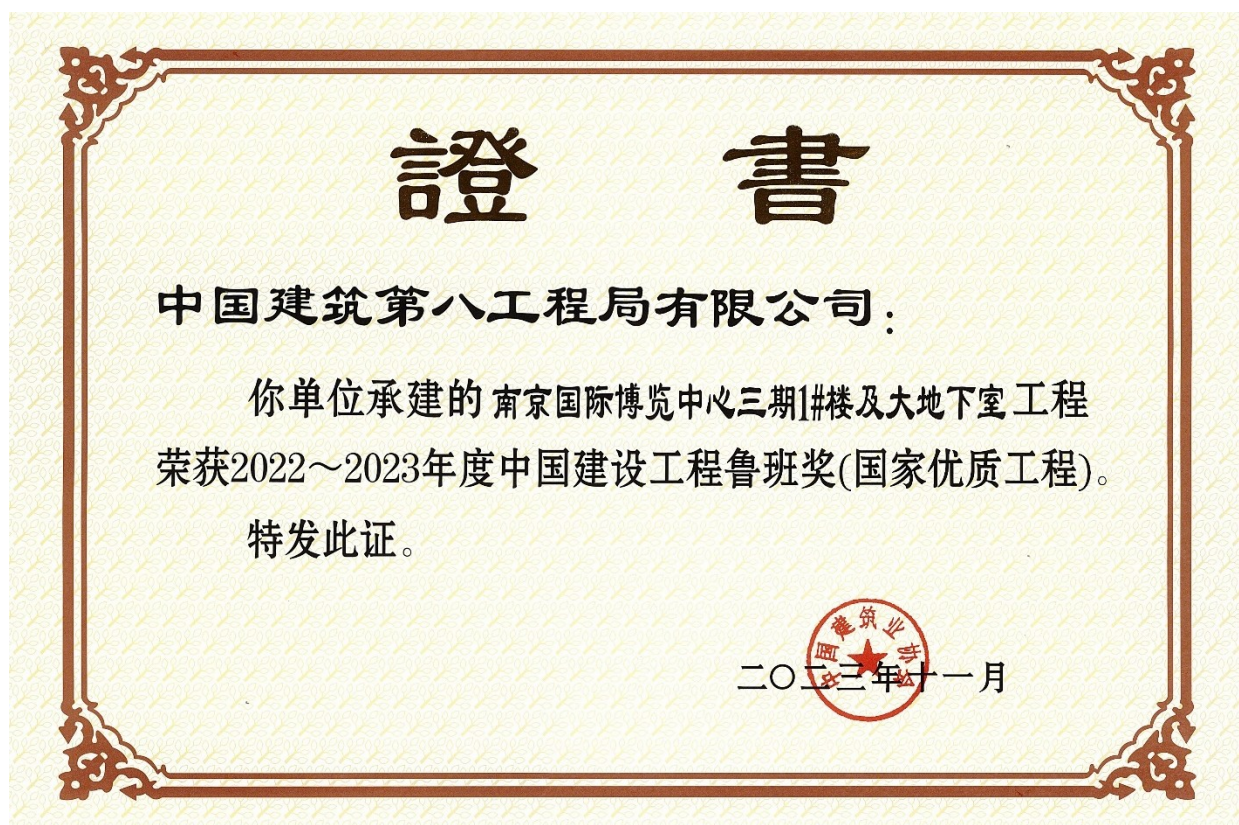 證 書
中国建筑第八工程局有限公司：
你单位承建的 南京国际博览中心三期1#楼及大地下室 工程
荣获2022～2023年度中国建设工程鲁班奖(国家优质工程)。
特发此证。
中国建筑业协会
二〇二三年十一月